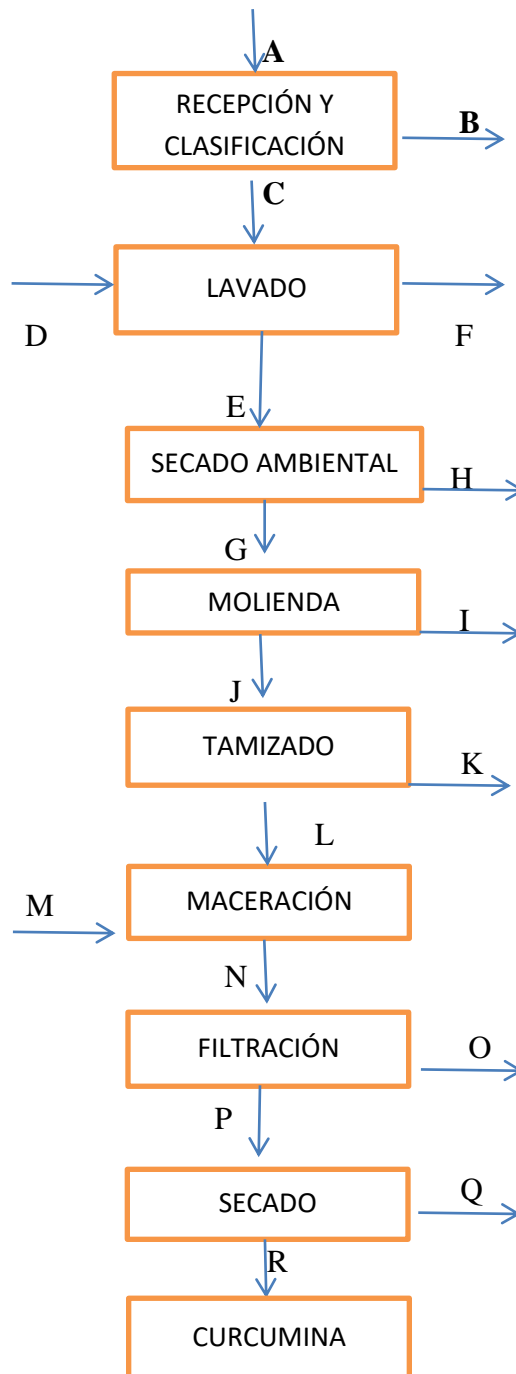 A
RECEPCIÓN Y
CLASIFICACIÓN
B
C
LAVADO
D
F
E
SECADO AMBIENTAL
H
G
MOLIENDA
I
J
TAMIZADO
K
L
MACERACIÓN
M
N
FILTRACIÓN
O
P
SECADO
Q
R
CURCUMINA